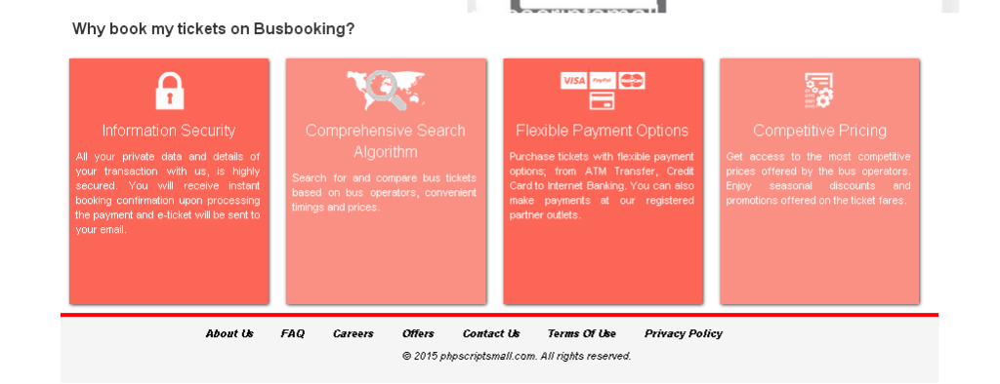 Why book my tickets on Busbooking?
Information Security
All your private data and details of
your transaction with us, is highly
secured. You will receive instant
booking confirmation upon processing
the payment and e-ticket will be sent to
your email.
Comprehensive Search
Algorithm
Search for and compare bus tickets
based on bus operators, convenient
timings and prices.
VISA PayPal MasterCard
Flexible Payment Options
Purchase tickets with flexible payment
options; from ATM Transfer, Credit
Card to Internet Banking. You can also
make payments at our registered
partner outlets.
Competitive Pricing
Get access to the most competitive
prices offered by the bus operators.
Enjoy seasonal discounts and
promotions offered on the ticket fares.
About Us FAQ Careers Offers Contact Us Terms Of Use Privacy Policy
© 2015 phpscriptsmall.com. All rights reserved.